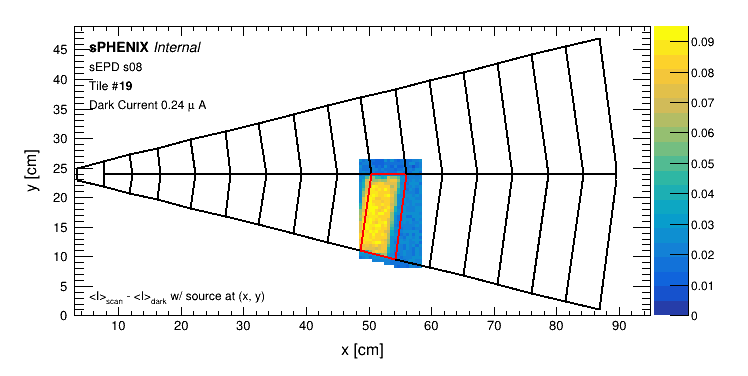 sPHENIX Internal
sEPD s08
Tile #19
Dark Current 0.24 μ A
<I>scan - <I>dark w/ source at (x, y)
y [cm]
45
40
35
30
25
20
15
10
5
0
10 20 30 40 50 60 70 80 90
x [cm]
0.09
0.08
0.07
0.06
0.05
0.04
0.03
0.02
0.01
0